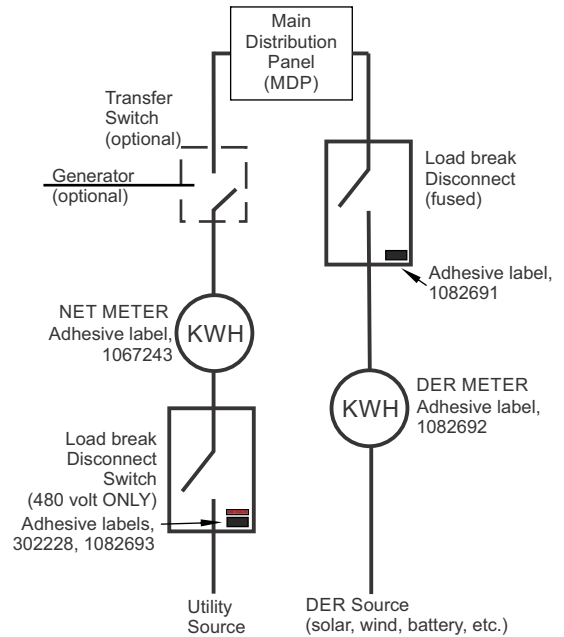 Main
Distribution
Panel
(MDP)
Transfer
Switch
(optional)
Generator
(optional)
Load break
Disconnect
(fused)
Adhesive label,
1082691
NET METER
Adhesive label,
1067243
KWH
DER METER
Adhesive label,
1082692
KWH
Load break
Disconnect
Switch
(480 volt ONLY)
Adhesive labels,
302228, 1082693
Utility
Source
DER Source
(solar, wind, battery, etc.)